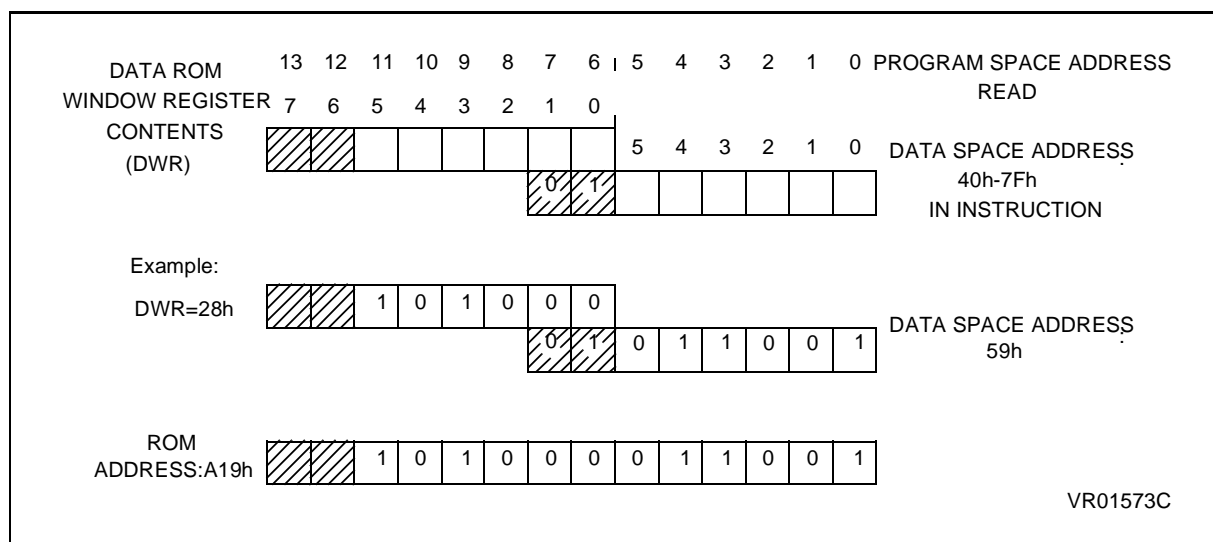 DATA ROM 13 12 11 10 9 8 7 6 5 4 3 2 1 0 PROGRAM SPACE ADDRESS
READ
WINDOW REGISTER 7 6 5 4 3 2 1 0
CONTENTS
(DWR)
5 4 3 2 1 0 DATA SPACE ADDRESS
0 1 40h-7Fh
IN INSTRUCTION
Example:
DWR=28h 1 0 1 0 0 0
0 1 0 1 1 0 0 1 DATA SPACE ADDRESS
59h
ROM
ADDRESS:A19h 1 0 1 0 0 0 0 1 1 0 0 1
VR01573C